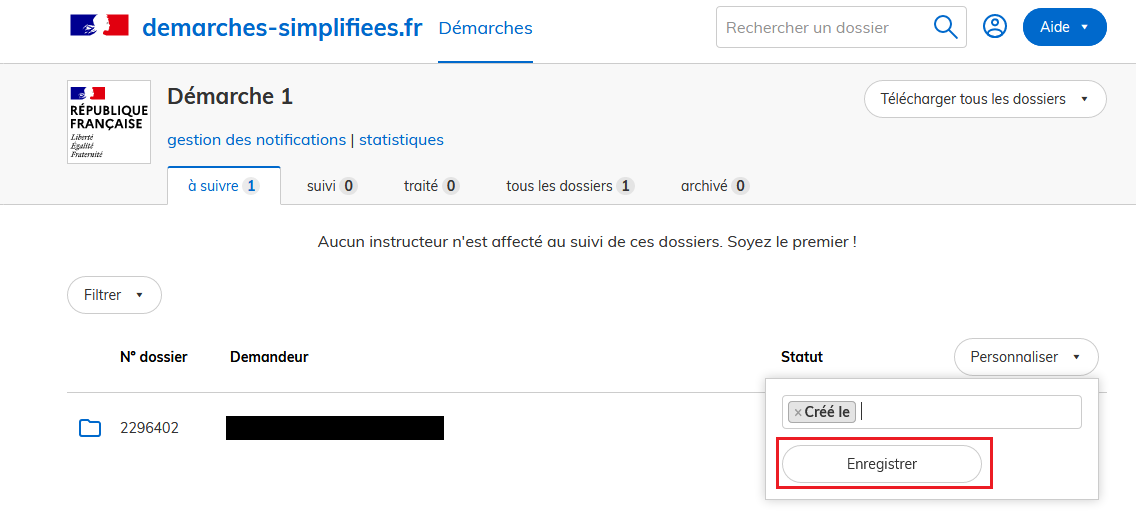 demarches-simplifiees.fr Démarches Rechercher un dossier Aide
RÉPUBLIQUE
FRANÇAISE
Liberté
Égalité
Fraternité
Démarche 1
Télécharger tous les dossiers
gestion des notifications | statistiques
à suivre 1 suivi 0 traité 0 tous les dossiers 1 archivé 0
Aucun instructeur n'est affecté au suivi de ces dossiers. Soyez le premier !
Filtrer
Nº dossier Demandeur Statut Personnaliser
× Créé le
2296402
Enregistrer